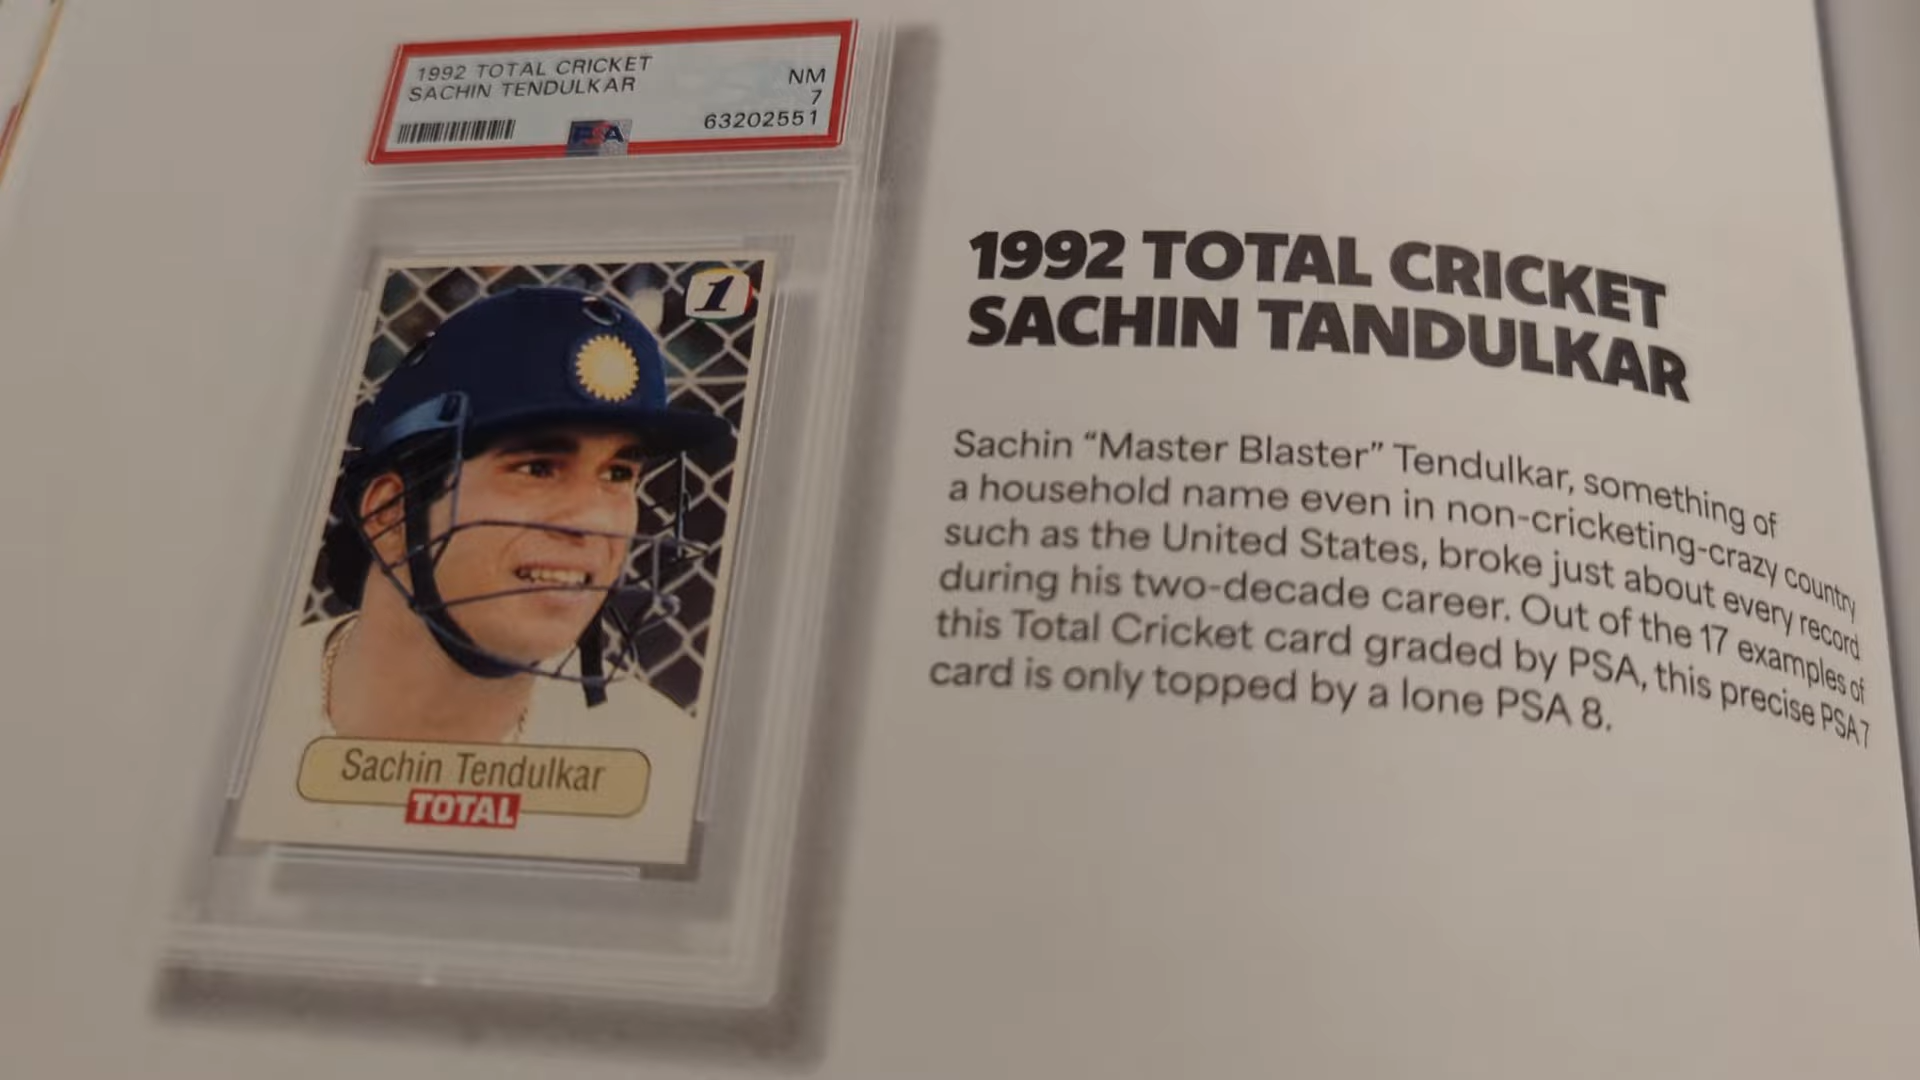 1992 TOTAL CRICKET
SACHIN TENDULKAR
NM
7
63202551
PSA
1
Sachin Tendulkar
TOTAL
1992 TOTAL CRICKET
SACHIN TANDULKAR
Sachin “Master Blaster” Tendulkar, something of
a household name even in non-cricketing-crazy country
such as the United States, broke just about every record
during his two-decade career. Out of the 17 examples of
this Total Cricket card graded by PSA, this precise PSA 7
card is only topped by a lone PSA 8.